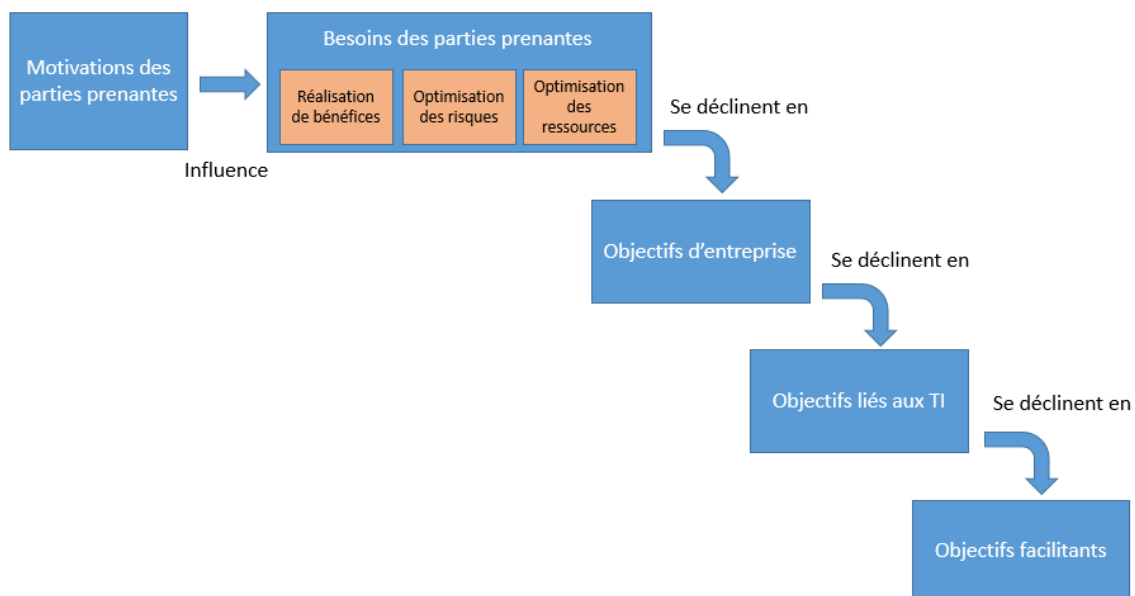 Motivations des
parties prenantes
Influence
Besoins des parties prenantes
Réalisation
de bénéfices
Optimisation
des risques
Optimisation
des
ressources
Se déclinent en
Objectifs d'entreprise
Se déclinent en
Objectifs liés aux TI
Se déclinent en
Objectifs facilitants